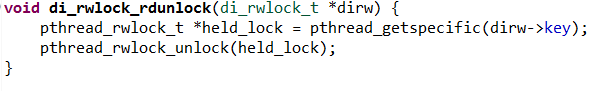 void di_rwlock_rdunlock(di_rwlock_t *dirw) {
    pthread_rwlock_t *held_lock = pthread_getspecific(dirw->key);
    pthread_rwlock_unlock(held_lock);
}